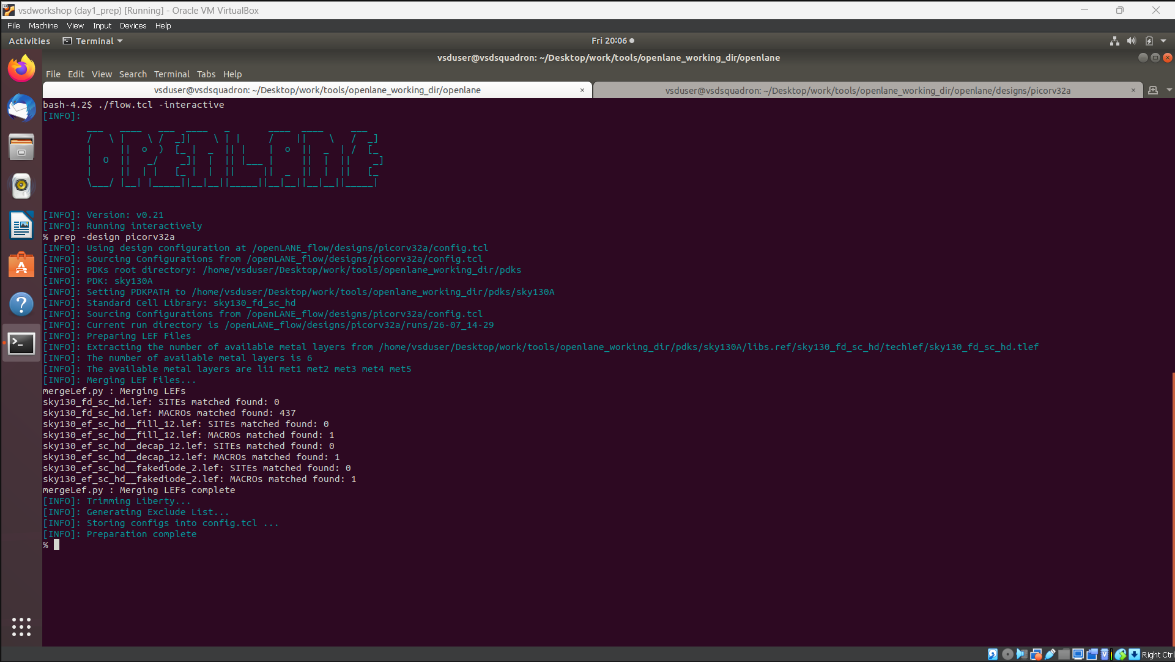 vsdworkshop (day1_prep) [Running] - Oracle VM VirtualBox
File Machine View Input Devices Help
Activities Terminal Fri 20:06
vsduser@vsdsquadron: ~/Desktop/work/tools/openlane_working_dir/openlane
File Edit View Search Terminal Tabs Help
vsduser@vsdsquadron: ~/Desktop/work/tools/openlane_working_dir/openlane × vsduser@vsdsquadron: ~/Desktop/work/tools/openlane_working_dir/openlane/designs/picorv32a ×
bash-4.2$ ./flow.tcl -interactive
[INFO]:
OPENLANE
[INFO]: Version: v0.21
[INFO]: Running interactively
% prep -design picorv32a
[INFO]: Using design configuration at /openLANE_flow/designs/picorv32a/config.tcl
[INFO]: Sourcing Configurations from /openLANE_flow/designs/picorv32a/config.tcl
[INFO]: PDKs root directory: /home/vsduser/Desktop/work/tools/openlane_working_dir/pdks
[INFO]: PDK: sky130A
[INFO]: Setting PDKPATH to /home/vsduser/Desktop/work/tools/openlane_working_dir/pdks/sky130A
[INFO]: Standard Cell Library: sky130_fd_sc_hd
[INFO]: Sourcing Configurations from /openLANE_flow/designs/picorv32a/config.tcl
[INFO]: Current run directory is /openLANE_flow/designs/picorv32a/runs/26-07_14-29
[INFO]: Preparing LEF Files
[INFO]: Extracting the number of available metal layers from /home/vsduser/Desktop/work/tools/openlane_working_dir/pdks/sky130A/libs.ref/sky130_fd_sc_hd/techlef/sky130_fd_sc_hd.tlef
[INFO]: The number of available metal layers is 6
[INFO]: The available metal layers are li1 met1 met2 met3 met4 met5
[INFO]: Merging LEF Files...
mergeLef.py : Merging LEFs
sky130_fd_sc_hd.lef: SITEs matched found: 0
sky130_fd_sc_hd.lef: MACROs matched found: 437
sky130_ef_sc_hd__fill_12.lef: SITEs matched found: 0
sky130_ef_sc_hd__fill_12.lef: MACROs matched found: 1
sky130_ef_sc_hd__decap_12.lef: SITEs matched found: 0
sky130_ef_sc_hd__decap_12.lef: MACROs matched found: 1
sky130_ef_sc_hd__fakediode_2.lef: SITEs matched found: 0
sky130_ef_sc_hd__fakediode_2.lef: MACROs matched found: 1
mergeLef.py : Merging LEFs complete
[INFO]: Trimming Liberty...
[INFO]: Generating Exclude List...
[INFO]: Storing configs into config.tcl ...
[INFO]: Preparation complete
%
Right Ctrl